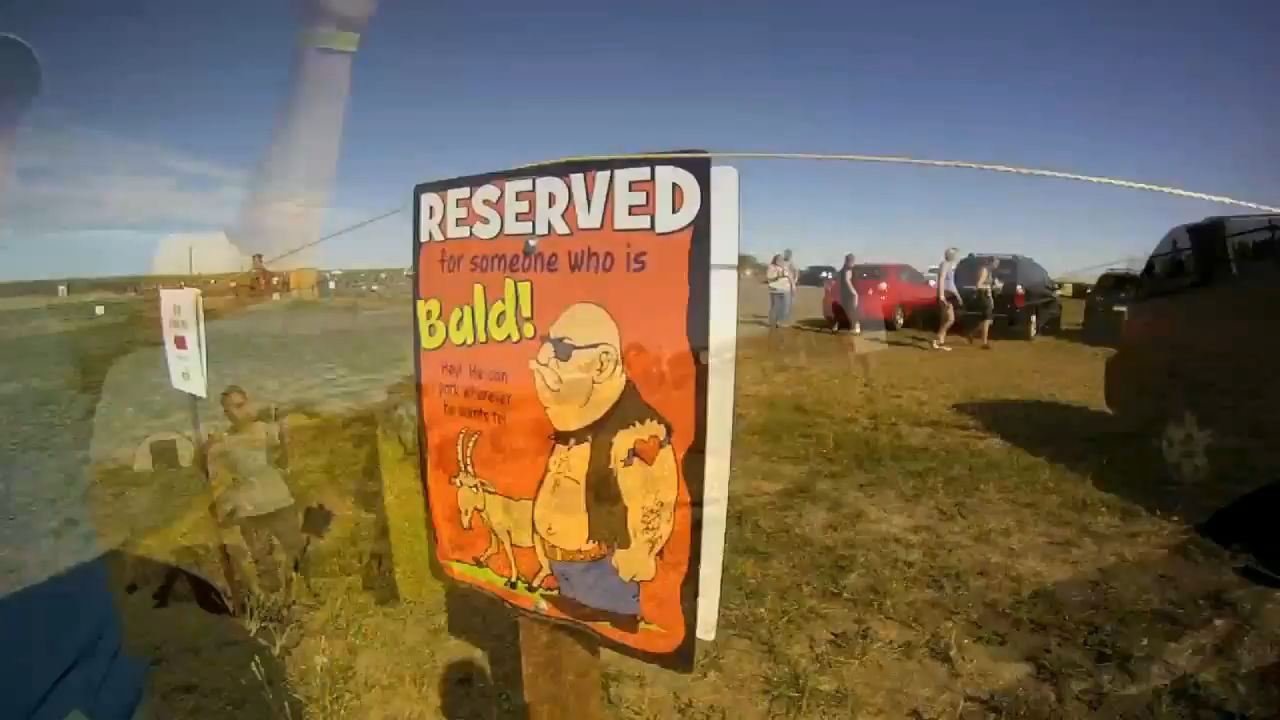 RESERVED
for someone who is
Bald!
Hey! He can
park wherever
he wants to!